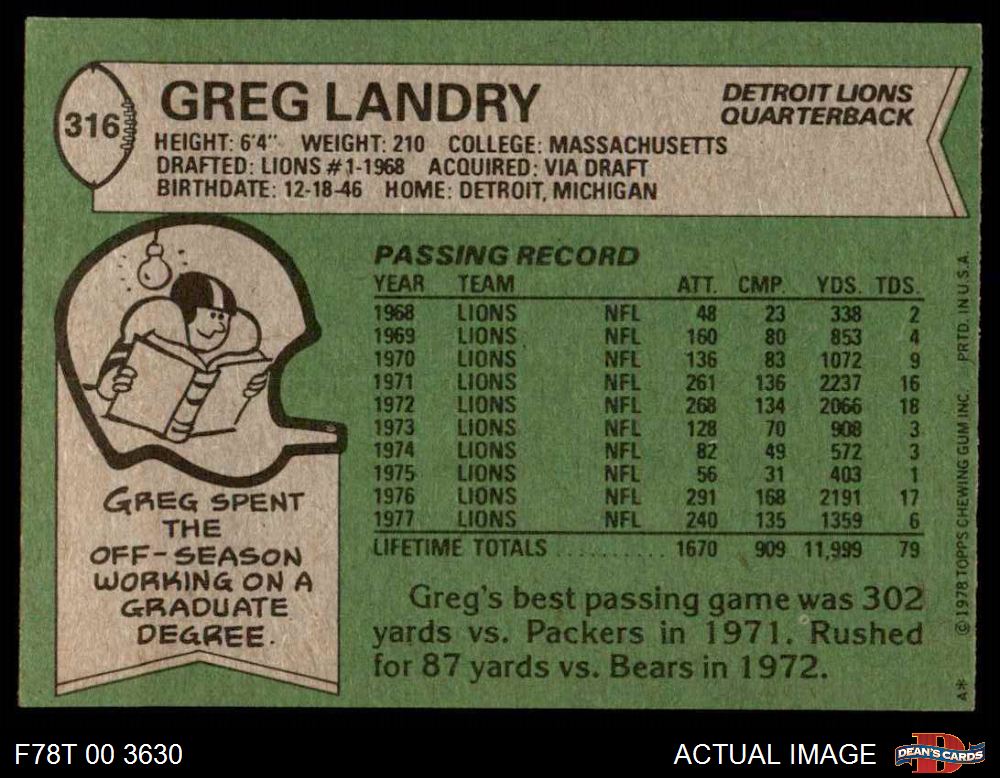 316
GREG LANDRY
DETROIT LIONS
QUARTERBACK
HEIGHT: 6'4" WEIGHT: 210 COLLEGE: MASSACHUSETTS
DRAFTED: LIONS #1-1968 ACQUIRED: VIA DRAFT
BIRTHDATE: 12-18-46 HOME: DETROIT, MICHIGAN
PASSING RECORD
YEAR TEAM ATT. CMP. YDS. TDS.
1968 LIONS NFL 48 23 338 2
1969 LIONS NFL 160 80 853 4
1970 LIONS NFL 136 83 1072 9
1971 LIONS NFL 261 136 2237 16
1972 LIONS NFL 268 134 2066 18
1973 LIONS NFL 128 70 908 3
1974 LIONS NFL 82 49 572 3
1975 LIONS NFL 56 31 403 1
1976 LIONS NFL 291 168 2191 17
1977 LIONS NFL 240 135 1359 6
LIFETIME TOTALS .......... 1670 909 11,999 79
GREG SPENT
THE
OFF-SEASON
WORKING ON A
GRADUATE
DEGREE.
Greg's best passing game was 302
yards vs. Packers in 1971. Rushed
for 87 yards vs. Bears in 1972.
A* © 1978 TOPPS CHEWING GUM INC. PRTD. IN U.S.A.
F78T 00 3630
ACTUAL IMAGE
D
DEAN'S CARDS